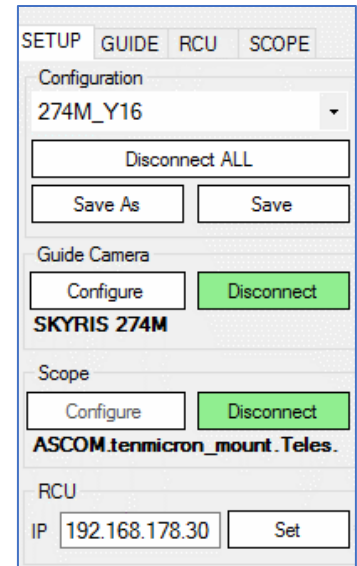 SETUP GUIDE RCU SCOPE
Configuration
274M_Y16
Disconnect ALL
Save As Save
Guide Camera
Configure Disconnect
SKYRIS 274M
Scope
Configure Disconnect
ASCOM.tenmicron_mount.Teles.
RCU
IP 192.168.178.30 Set